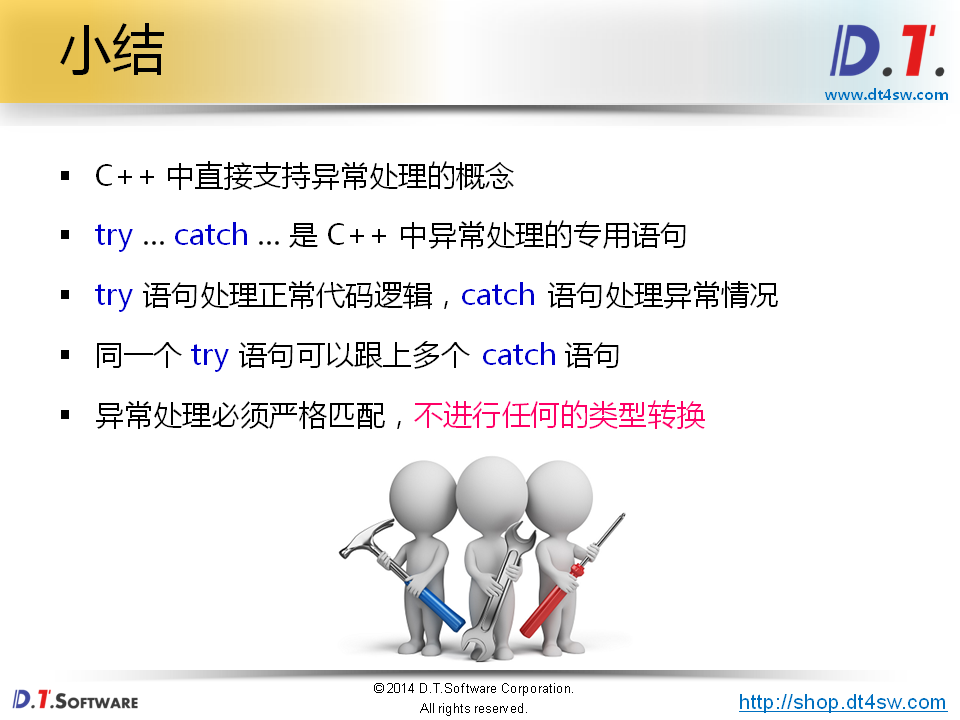 小结
D.T.
www.dt4sw.com
▪ C++ 中直接支持异常处理的概念
▪ try ... catch ... 是 C++ 中异常处理的专用语句
▪ try 语句处理正常代码逻辑，catch 语句处理异常情况
▪ 同一个 try 语句可以跟上多个 catch 语句
▪ 异常处理必须严格匹配，不进行任何的类型转换
D.T.SOFTWARE
©2014 D.T.Software Corporation.
All rights reserved.
http://shop.dt4sw.com